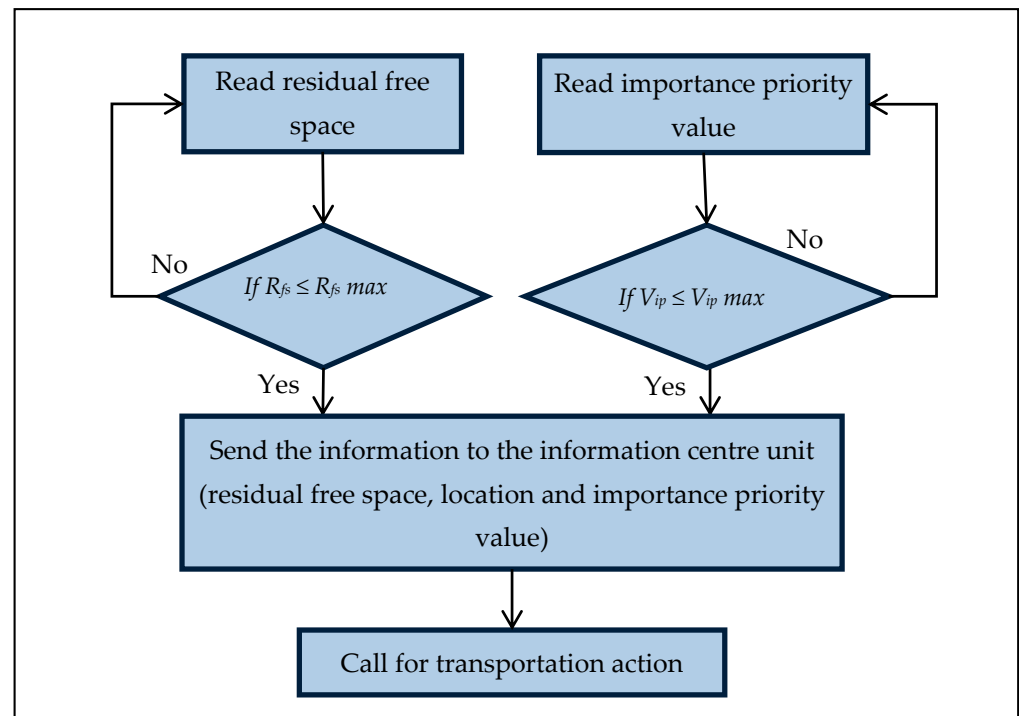 Read residual free
space
Read importance priority
value
No
If Rfs ≤ Rfs max
No
If Vip ≤ Vip max
Yes
Yes
Send the information to the information centre unit
(residual free space, location and importance priority
value)
Call for transportation action